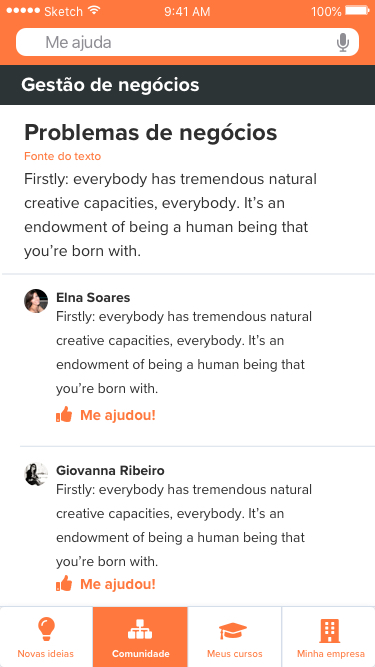 Sketch 9:41 AM 100%
Me ajuda
Gestão de negócios
Problemas de negócios
Fonte do texto
Firstly: everybody has tremendous natural
creative capacities, everybody. It’s an
endowment of being a human being that
you’re born with.
Elna Soares
Firstly: everybody has tremendous natural
creative capacities, everybody. It’s an
endowment of being a human being that
you’re born with.
Me ajudou!
Giovanna Ribeiro
Firstly: everybody has tremendous natural
creative capacities, everybody. It’s an
endowment of being a human being that
you’re born with.
Me ajudou!
Novas ideias Comunidade Meus cursos Minha empresa